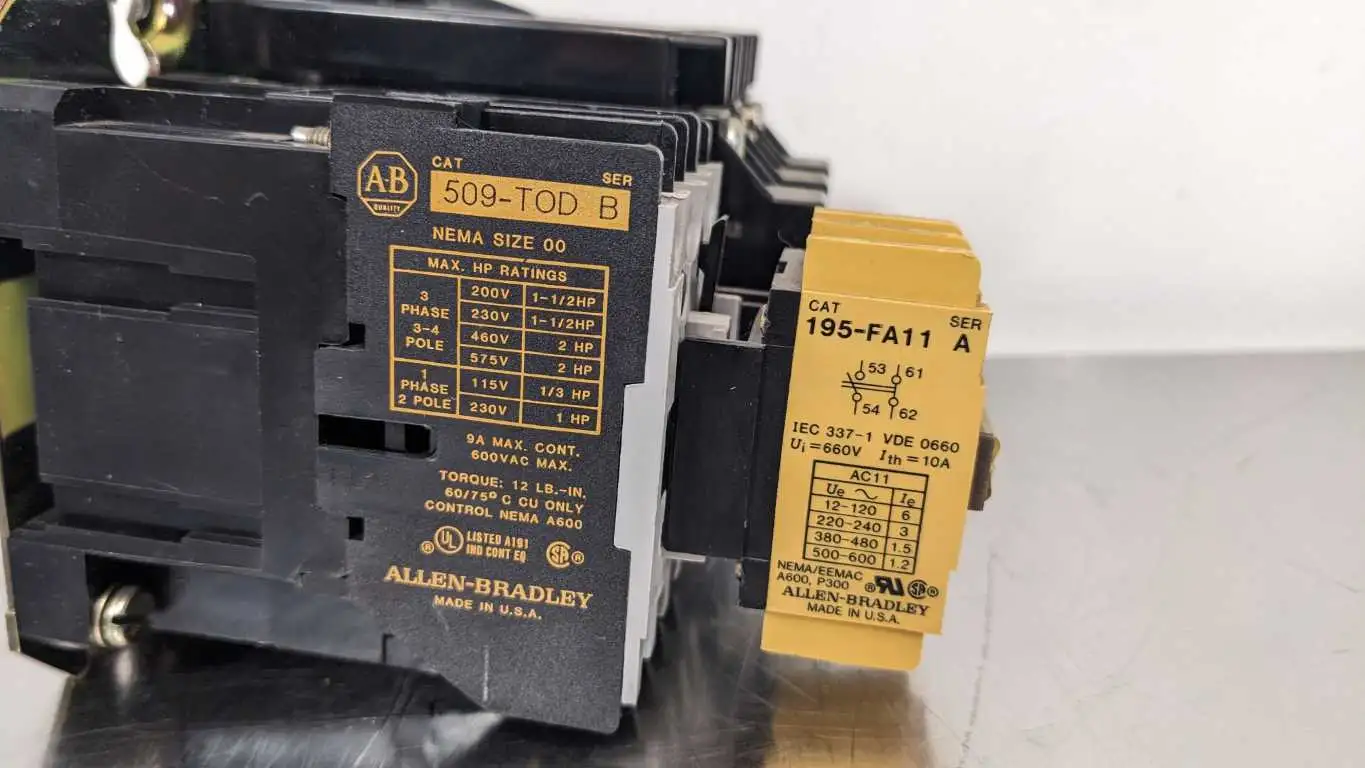 A-B
QUALITY
CAT
SER
509-TOD B
NEMA SIZE 00
MAX. HP RATINGS
3 PHASE 3-4 POLE
200V 1-1/2HP
230V 1-1/2HP
460V 2 HP
575V 2 HP
1 PHASE 2 POLE
115V 1/3 HP
230V 1 HP
9A MAX. CONT.
600VAC MAX.
TORQUE: 12 LB.-IN.
60/75° C CU ONLY
CONTROL NEMA A600
® UL LISTED A191
IND CONT EQ
SA ®
ALLEN-BRADLEY
MADE IN U.S.A.
CAT
SER
195-FA11 A
53 61
54 62
IEC 337-1 VDE 0660
Ui=660V Ith=10A
AC11
Ue ~ Ie
12-120 6
220-240 3
380-480 1.5
500-600 1.2
NEMA/EEMAC
A600, P300
® RU SA ®
ALLEN-BRADLEY
MADE IN U.S.A.